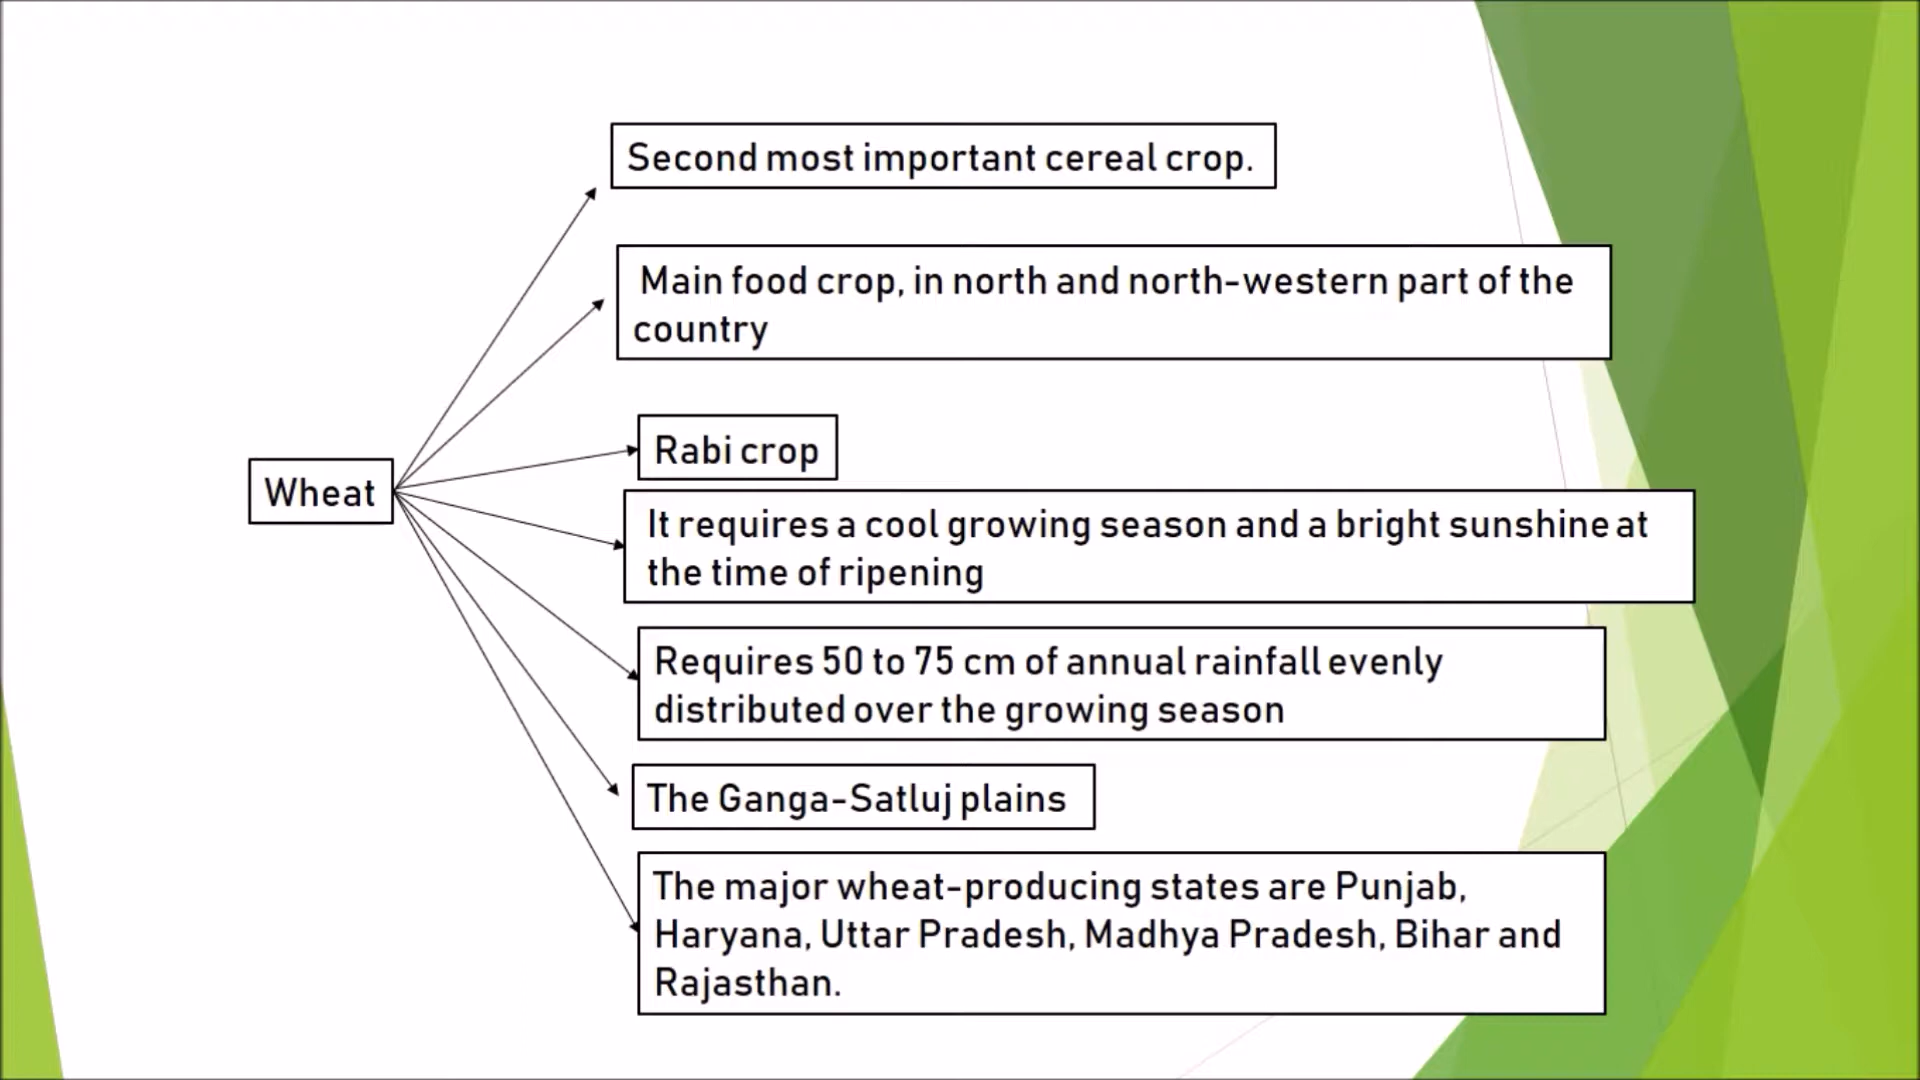 Second most important cereal crop.
Main food crop, in north and north-western part of the
country
Rabi crop
Wheat
It requires a cool growing season and a bright sunshine at
the time of ripening
Requires 50 to 75 cm of annual rainfall evenly
distributed over the growing season
The Ganga-Satluj plains
The major wheat-producing states are Punjab,
Haryana, Uttar Pradesh, Madhya Pradesh, Bihar and
Rajasthan.